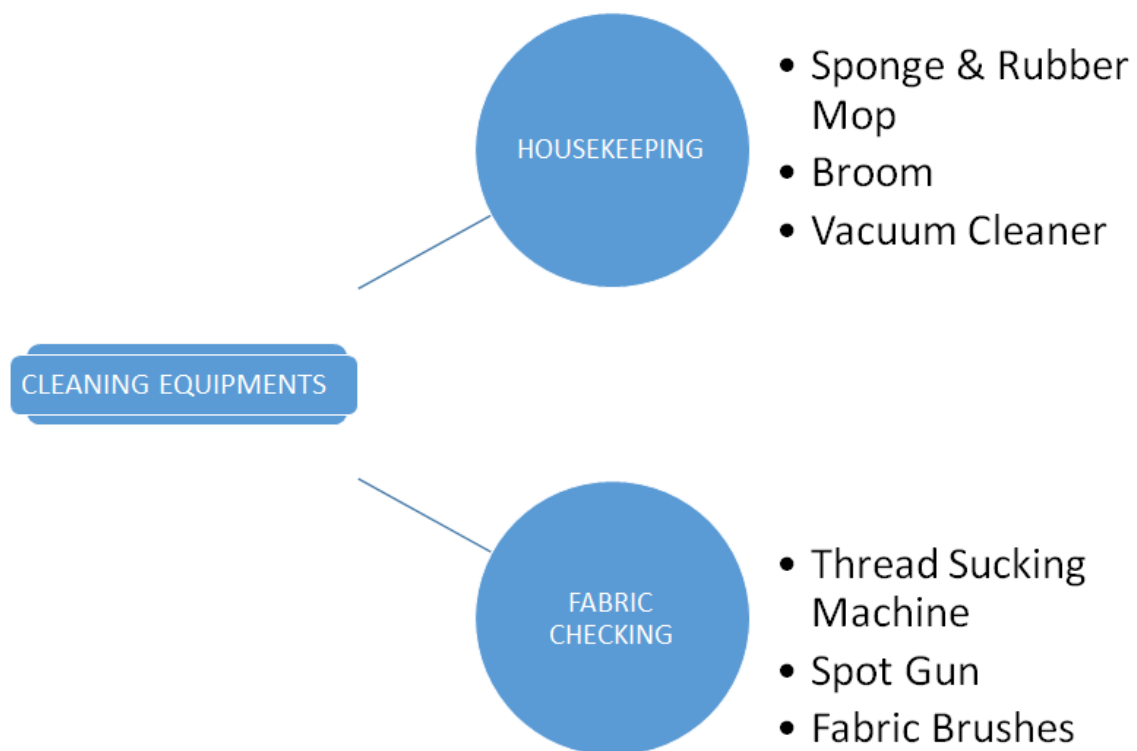 CLEANING EQUIPMENTS
HOUSEKEEPING
• Sponge & Rubber
Mop
• Broom
• Vacuum Cleaner
FABRIC
CHECKING
• Thread Sucking
Machine
• Spot Gun
• Fabric Brushes